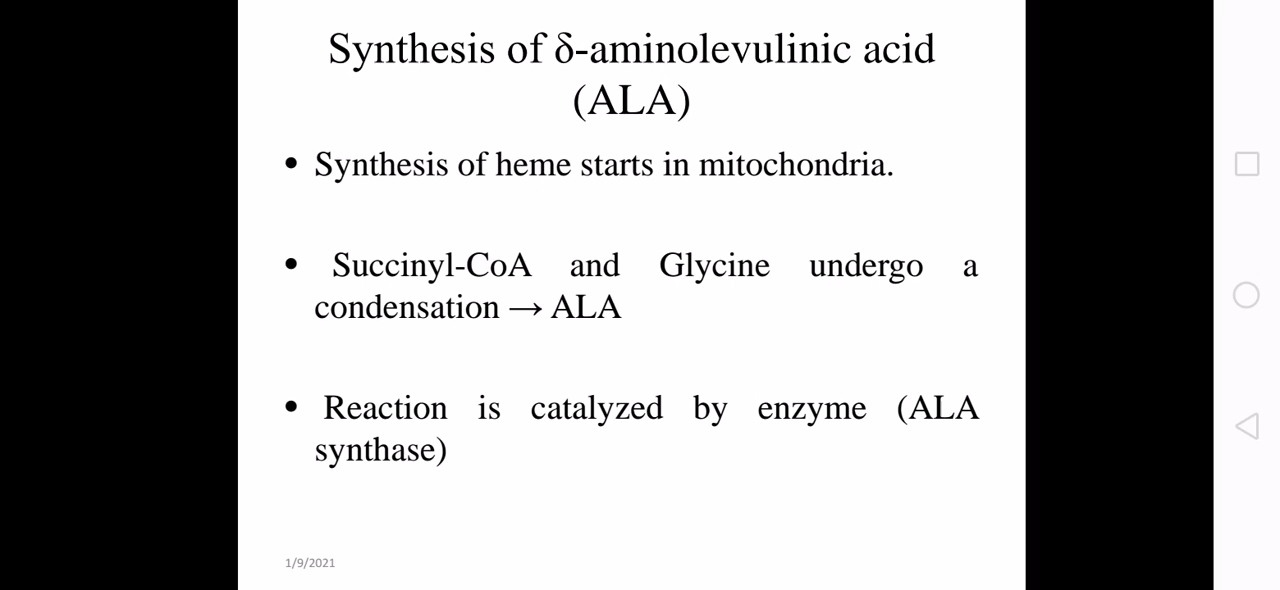 Synthesis of δ-aminolevulinic acid
(ALA)
• Synthesis of heme starts in mitochondria.
• Succinyl-CoA and Glycine undergo a
condensation → ALA
• Reaction is catalyzed by enzyme (ALA
synthase)
1/9/2021